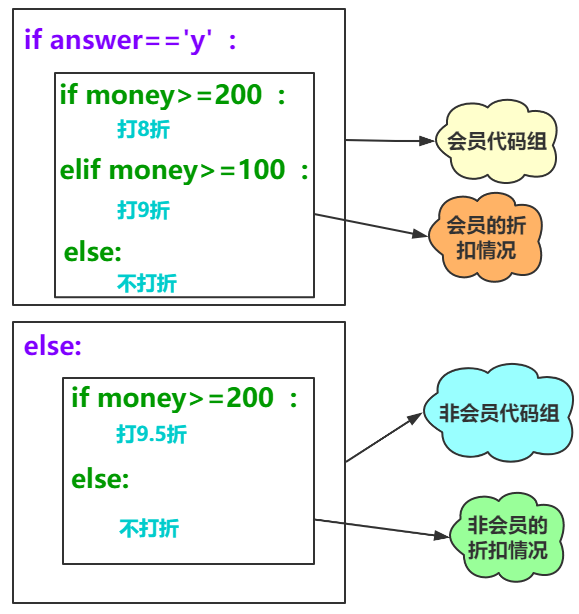 if answer=='y' :
if money>=200 :
打8折
elif money>=100 :
打9折
else:
不打折
会员代码组
会员的折
扣情况
else:
if money>=200 :
打9.5折
else:
不打折
非会员代码组
非会员的
折扣情况